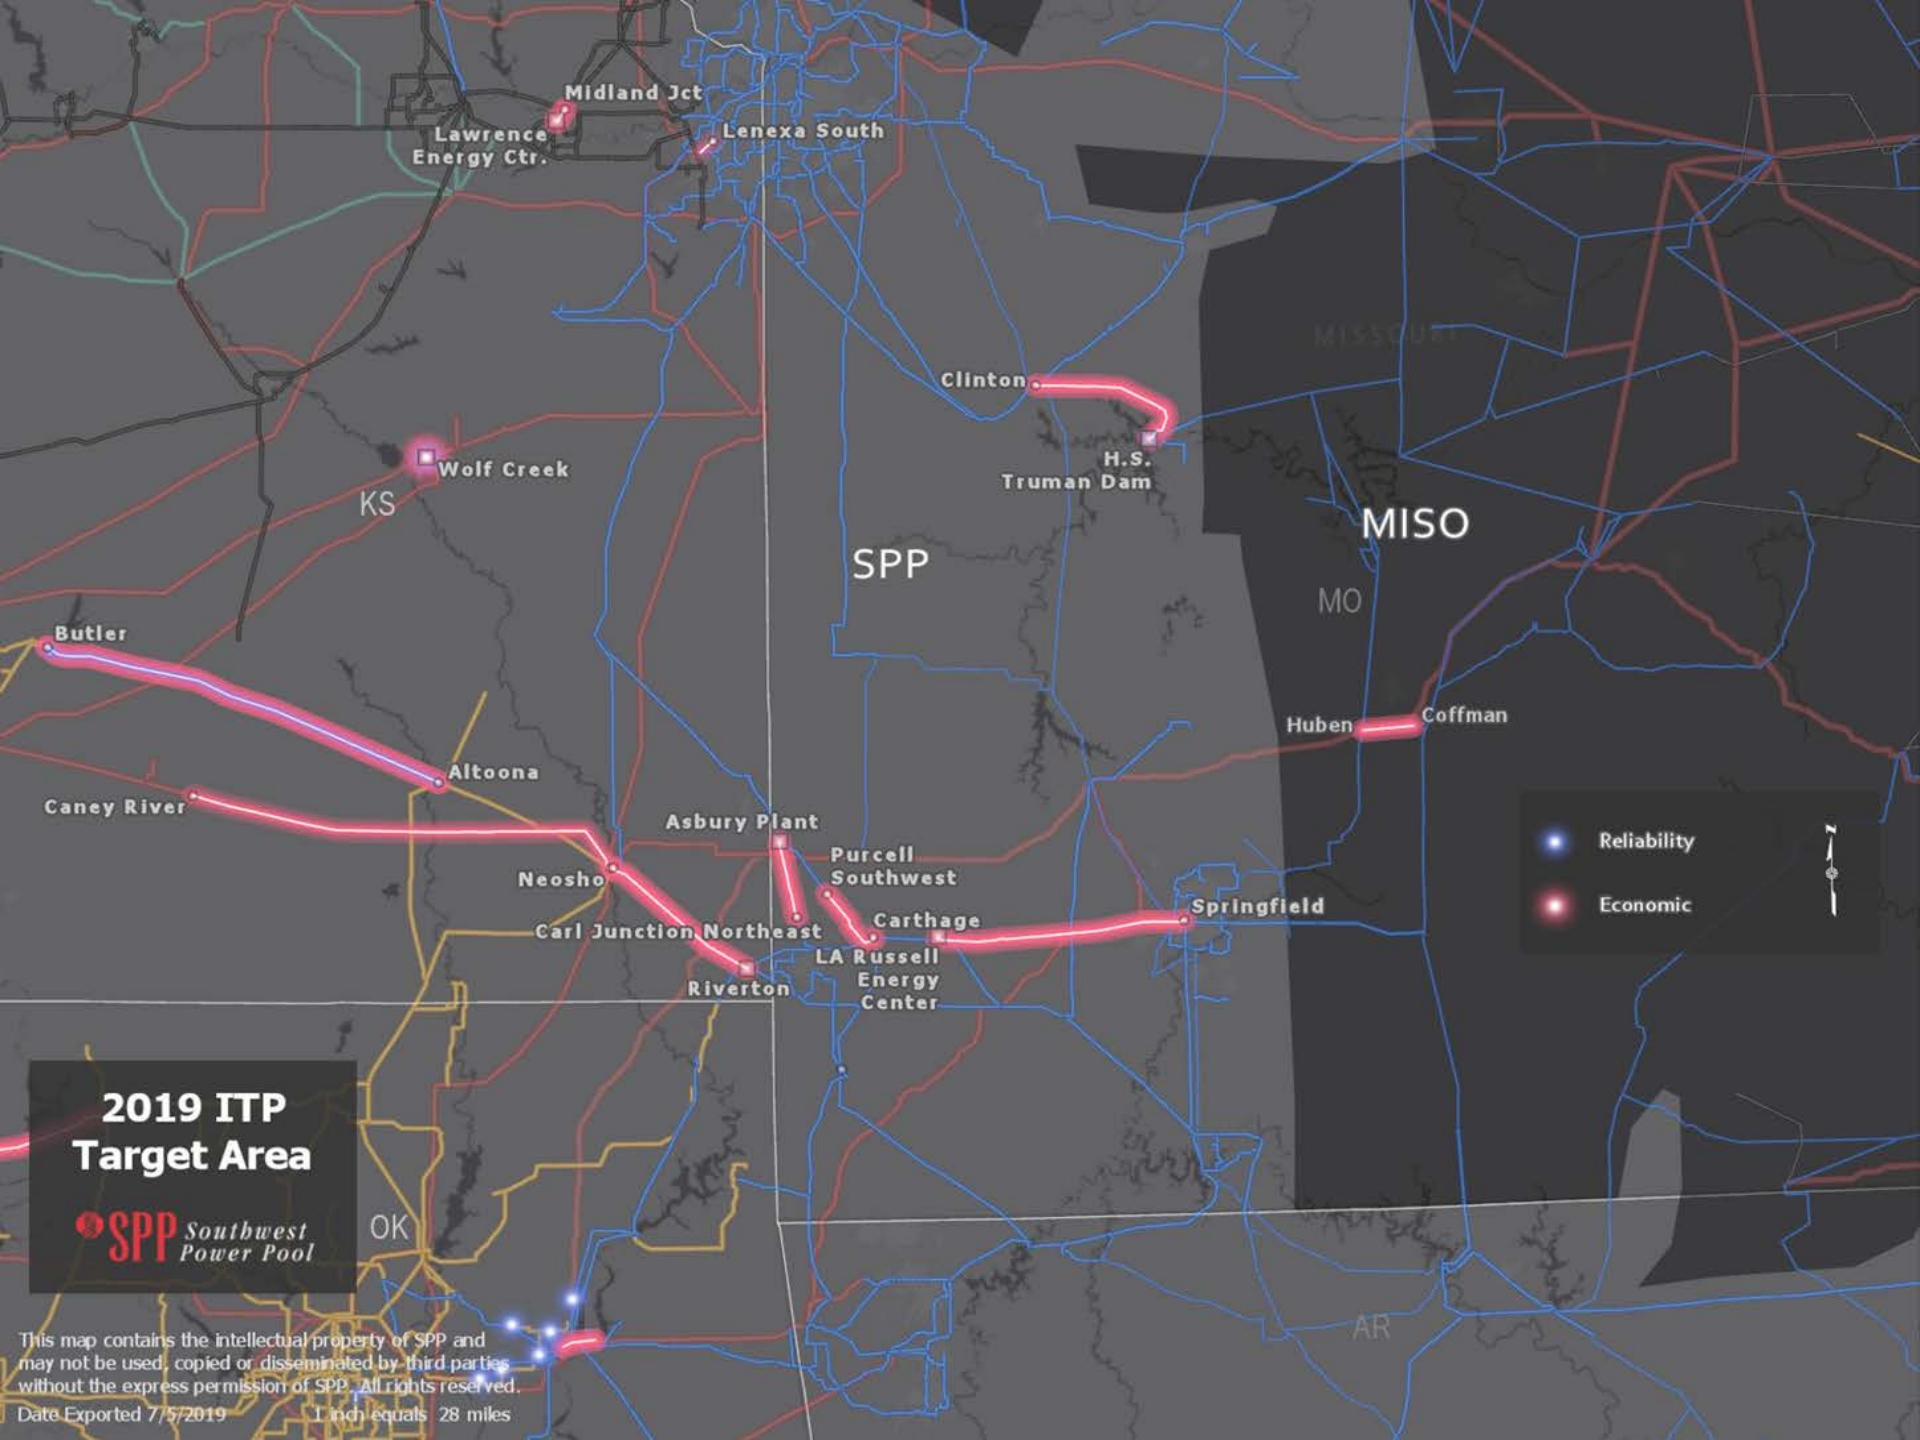 Midland Jct
Lawrence
Energy Ctr.
Lenexa South
MISSOURI
Clinton
H.S.
Truman Dam
Wolf Creek
KS
SPP
MISO
MO
Butler
Huben
Coffman
Altoona
Caney River
Asbury Plant
Purcell
Southwest
Neosho
Carthage
Springfield
Carl Junction Northeast
LA Russell
Energy
Center
Riverton
Reliability
Economic
N
2019 ITP
Target Area
SPP Southwest
Power Pool
OK
AR
This map contains the intellectual property of SPP and
may not be used, copied or disseminated by third parties
without the express permission of SPP. All rights reserved.
Date Exported 7/5/2019 1 inch equals 28 miles